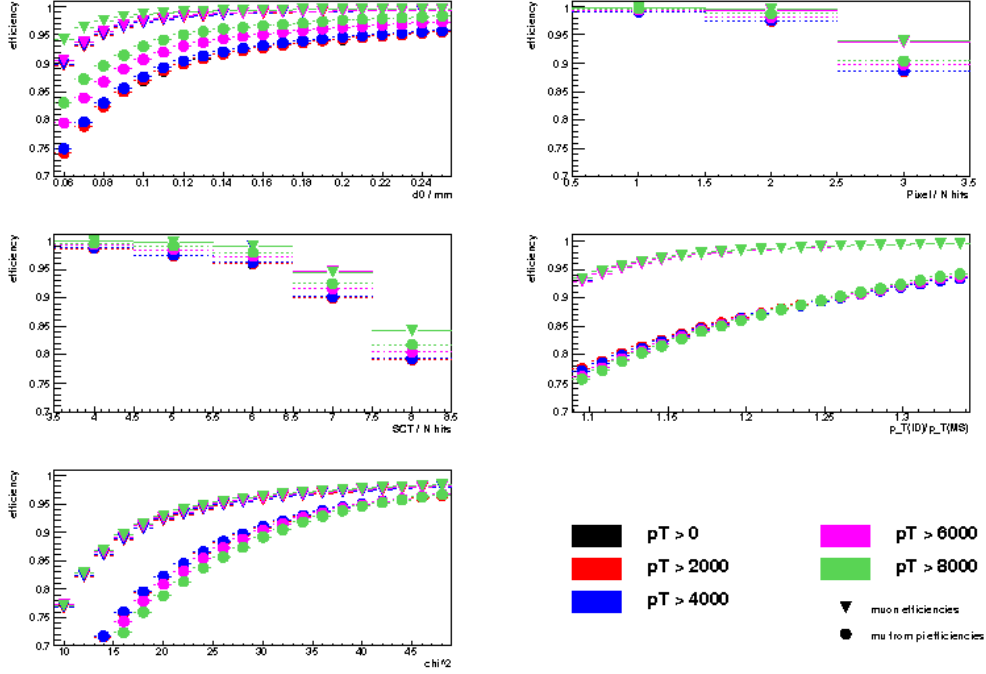 efficiency
1
0.95
0.9
0.85
0.8
0.75
0.7
0.06 0.08 0.1 0.12 0.14 0.16 0.18 0.2 0.22 0.24
d0 / mm
efficiency
1
0.95
0.9
0.85
0.8
0.75
0.7
0.5 1 1.5 2 2.5 3 3.5
Pixel / N hits
efficiency
1
0.95
0.9
0.85
0.8
0.75
0.7
3.5 4 4.5 5 5.5 6 6.5 7 7.5 8 8.5
SCT / N hits
efficiency
1
0.95
0.9
0.85
0.8
0.75
0.7
1.1 1.15 1.2 1.25 1.3
p_T(ID)/p_T(MS)
efficiency
1
0.95
0.9
0.85
0.8
0.75
0.7
10 15 20 25 30 35 40 45
chi^2
pT > 0
pT > 2000
pT > 4000
pT > 6000
pT > 8000
muon efficiencies
mu from pi efficiencies